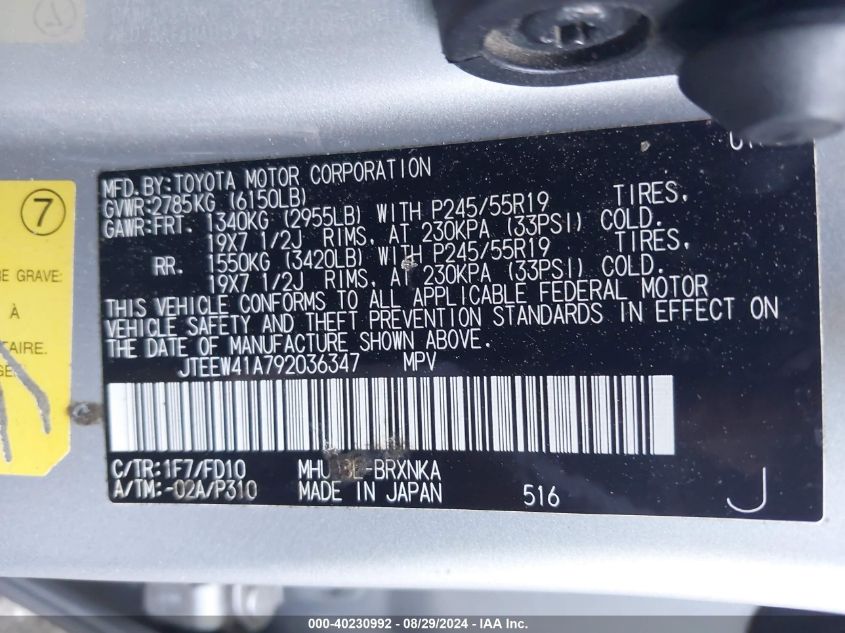 MFD. BY: TOYOTA MOTOR CORPORATION
GVWR: 2785KG (6150LB)
GAWR: FRT. 1340KG (2955LB) WITH P245/55R19 TIRES,
19X7 1/2J RIMS, AT 230KPA (33PSI) COLD.
RR. 1550KG (3420LB) WITH P245/55R19 TIRES,
19X7 1/2J RIMS, AT 230KPA (33PSI) COLD.
THIS VEHICLE CONFORMS TO ALL APPLICABLE FEDERAL MOTOR
VEHICLE SAFETY AND THEFT PREVENTION STANDARDS IN EFFECT ON
THE DATE OF MANUFACTURE SHOWN ABOVE.
JTEEW41A792036347 MPV
C/TR: 1F7/FD10
A/TM: -02A/P310
-BRXNKA
MADE IN JAPAN
516
J
7
GRAVE
À
000-40230992 - 08/29/2024 - IAA Inc.